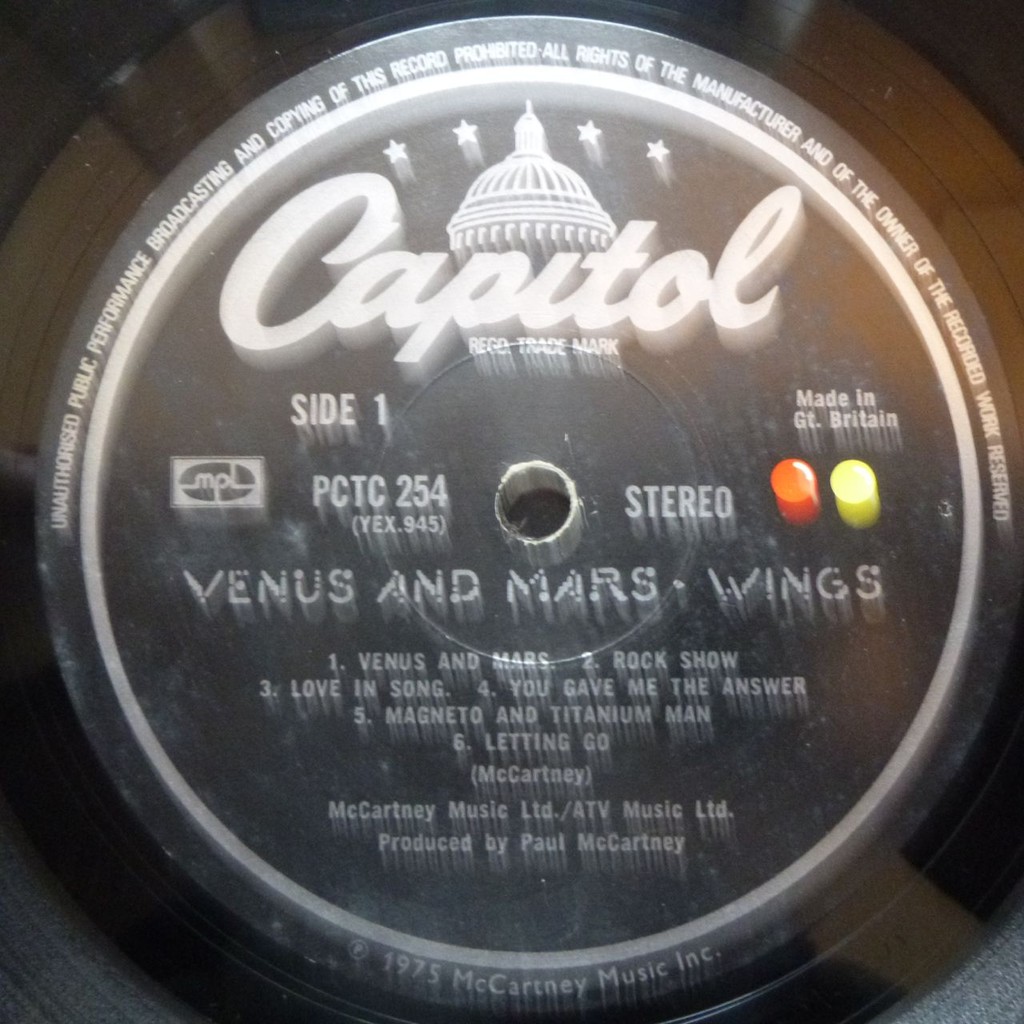 UNAUTHORISED PUBLIC PERFORMANCE BROADCASTING AND COPYING OF THIS RECORD PROHIBITED·ALL RIGHTS OF THE MANUFACTURER AND OF THE OWNER OF THE RECORDED WORK RESERVED
Capitol
REGD. TRADE MARK
SIDE 1
Made in
Gt. Britain
mpl
PCTC 254
STEREO
(YEX.945)
VENUS AND MARS · WINGS
1. VENUS AND MARS 2. ROCK SHOW
3. LOVE IN SONG. 4. YOU GAVE ME THE ANSWER
5. MAGNETO AND TITANIUM MAN
6. LETTING GO
(McCartney)
McCartney Music Ltd./ATV Music Ltd.
Produced by Paul McCartney
℗ 1975 McCartney Music Inc.